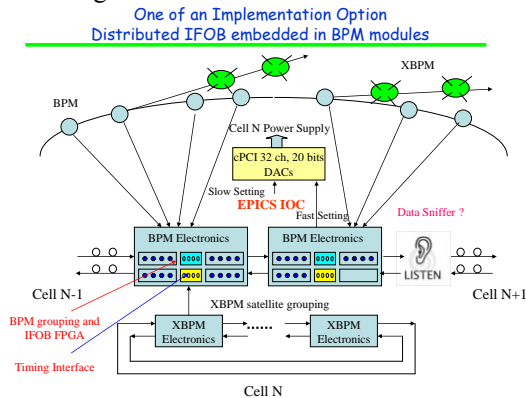 One of an Implementation Option
Distributed IFOB embedded in BPM modules
XBPM
BPM
Cell N Power Supply
cPCI 32 ch, 20 bits
DACs
Slow Setting
EPICS IOC
Fast Setting
Data Sniffer ?
BPM Electronics
BPM Electronics
LISTEN
Cell N-1
Cell N+1
XBPM satellite grouping
BPM grouping and
IFOB FPGA
XBPM
Electronics
......
XBPM
Electronics
Timing Interface
Cell N